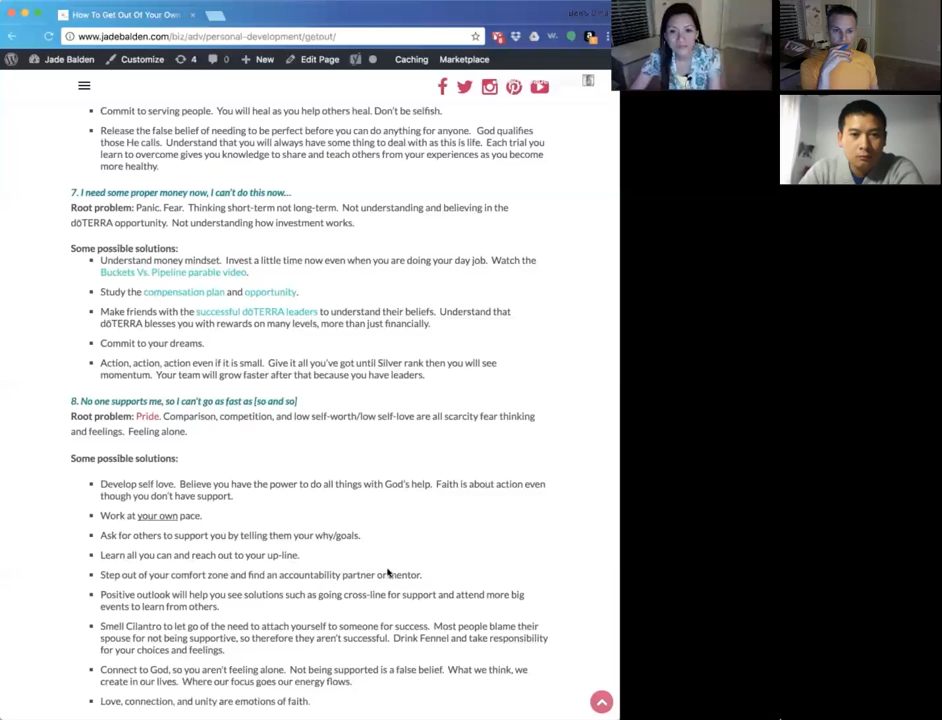 How To Get Out Of Your Own
www.jadebalden.com/biz/adv/personal-development/getout/
Jade Balden Customize 4 0 New Edit Page Caching Marketplace
Commit to serving people. You will heal as you help others heal. Don't be selfish.
Release the false belief of needing to be perfect before you can do anything for anyone. God qualifies
those He calls. Understand that you will always have some thing to deal with as this is life. Each trial you
learn to overcome gives you knowledge to share and teach others from your experiences as you become
more healthy.
7. I need some proper money now, I can't do this now...
Root problem: Panic. Fear. Thinking short-term not long-term. Not understanding and believing in the
dōTERRA opportunity. Not understanding how investment works.
Some possible solutions:
Understand money mindset. Invest a little time now even when you are doing your day job. Watch the
Buckets Vs. Pipeline parable video.
Study the compensation plan and opportunity.
Make friends with the successful dōTERRA leaders to understand their beliefs. Understand that
dōTERRA blesses you with rewards on many levels, more than just financially.
Commit to your dreams.
Action, action, action even if it is small. Give it all you've got until Silver rank then you will see
momentum. Your team will grow faster after that because you have leaders.
8. No one supports me, so I can't go as fast as [so and so]
Root problem: Pride. Comparison, competition, and low self-worth/low self-love are all scarcity fear thinking
and feelings. Feeling alone.
Some possible solutions:
Develop self love. Believe you have the power to do all things with God's help. Faith is about action even
though you don't have support.
Work at your own pace.
Ask for others to support you by telling them your why/goals.
Learn all you can and reach out to your up-line.
Step out of your comfort zone and find an accountability partner or mentor.
Positive outlook will help you see solutions such as going cross-line for support and attend more big
events to learn from others.
Smell Cilantro to let go of the need to attach yourself to someone for success. Most people blame their
spouse for not being supportive, so therefore they aren't successful. Drink Fennel and take responsibility
for your choices and feelings.
Connect to God, so you aren't feeling alone. Not being supported is a false belief. What we think, we
create in our lives. Where our focus goes our energy flows.
Love, connection, and unity are emotions of faith.